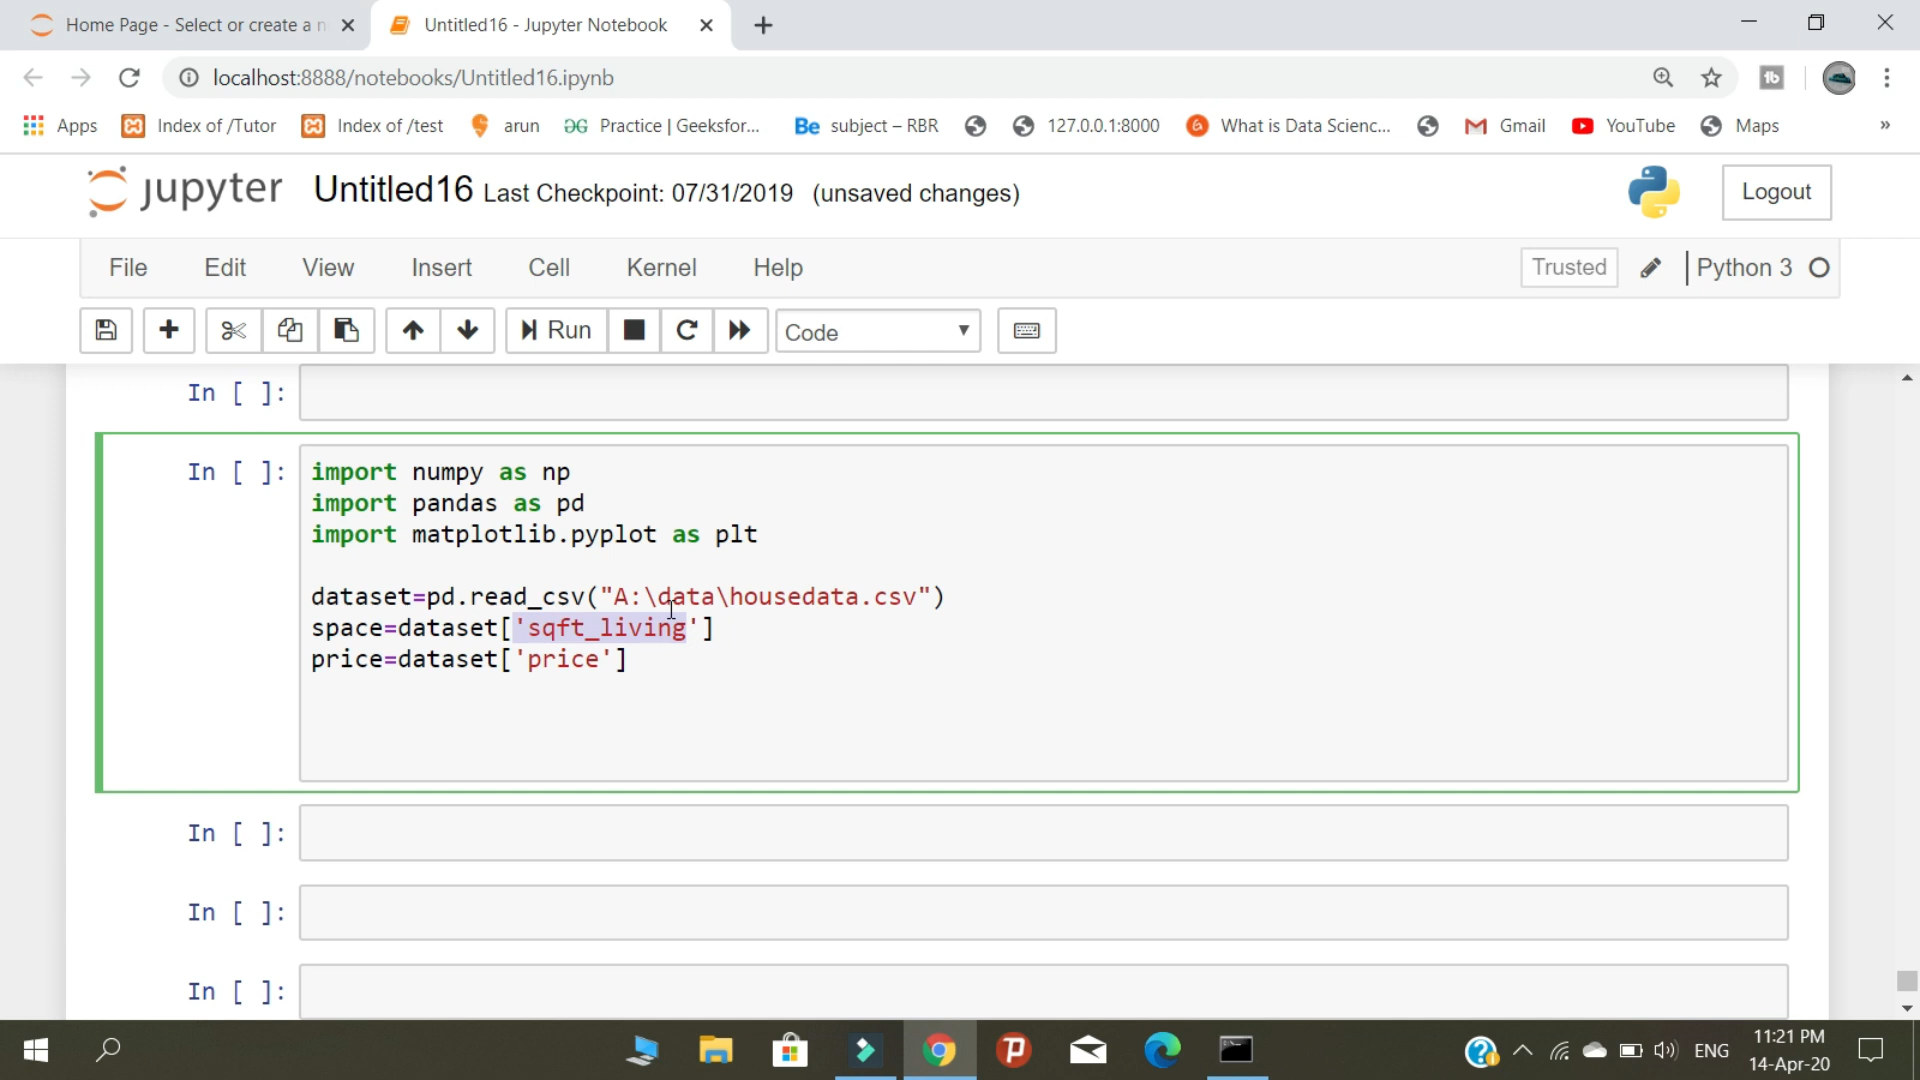 Home Page - Select or create a n
Untitled16 - Jupyter Notebook
localhost:8888/notebooks/Untitled16.ipynb
Apps
Index of /Tutor
Index of /test
arun
Practice | Geeksfor...
Be subject – RBR
127.0.0.1:8000
What is Data Scienc...
Gmail
YouTube
Maps
»
jupyter Untitled16 Last Checkpoint: 07/31/2019 (unsaved changes)
Logout
File Edit View Insert Cell Kernel Help
Trusted
Python 3
Run
Code
In [ ]:
In [ ]:
import numpy as np
import pandas as pd
import matplotlib.pyplot as plt
dataset=pd.read_csv("A:\data\housedata.csv")
space=dataset['sqft_living']
price=dataset['price']
In [ ]:
In [ ]:
In [ ]:
ENG
11:21 PM
14-Apr-20